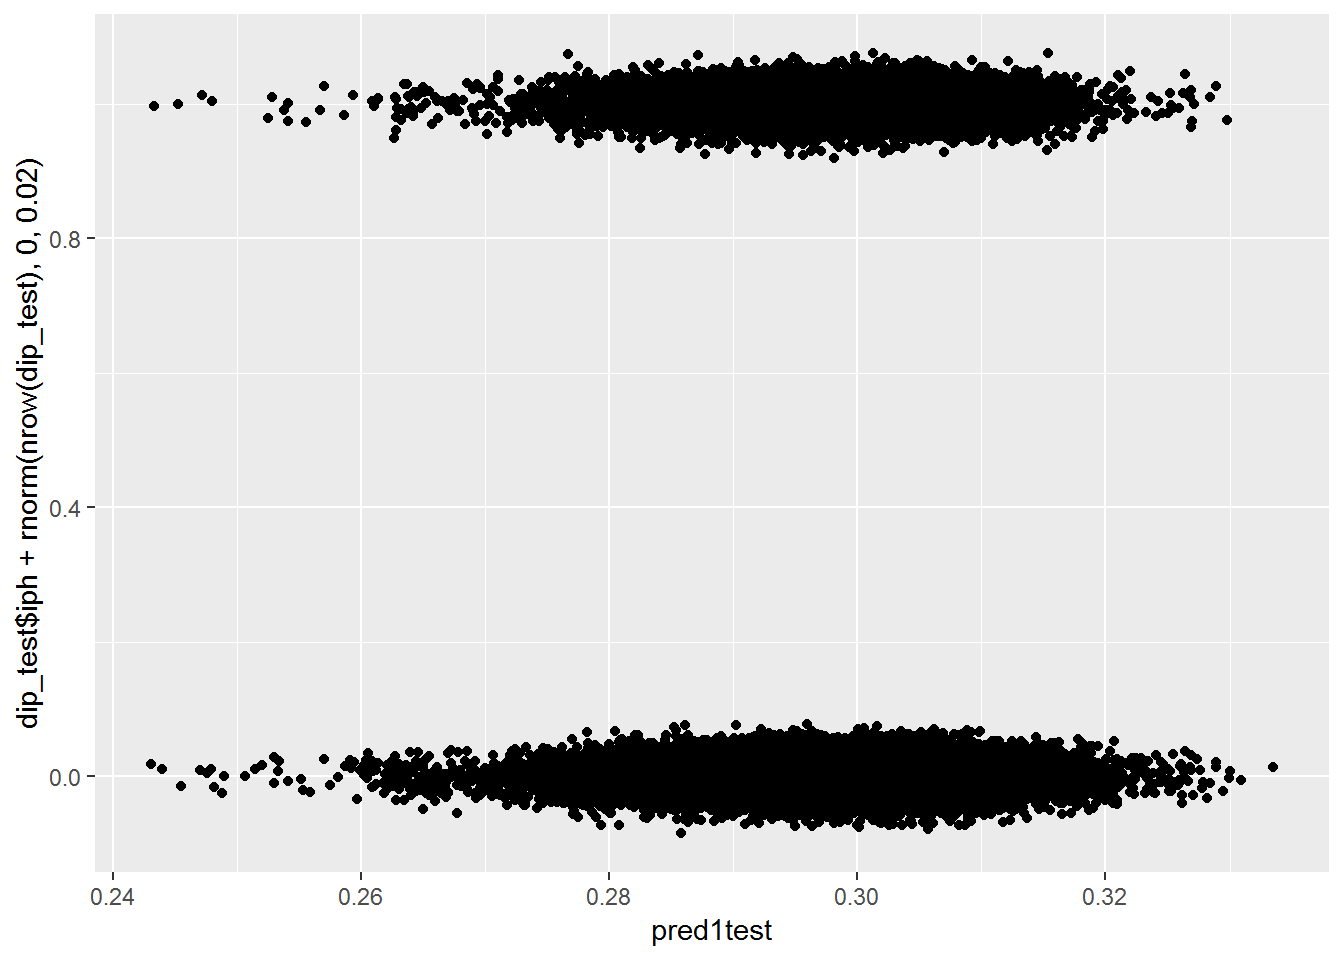 dip_test$iph + rnorm(nrow(dip_test), 0, 0.02)
0.8
0.4
0.0
0.24 0.26 0.28 0.30 0.32
pred1test